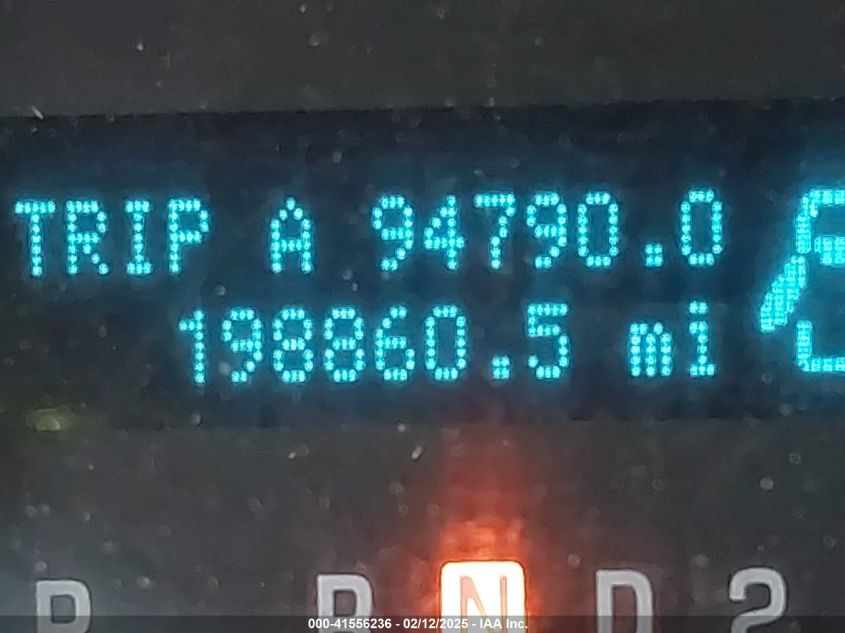 TRIP A 94790.0
198860.5 mi
P R N D 2
000-41556236 - 02/12/2025 - IAA Inc.